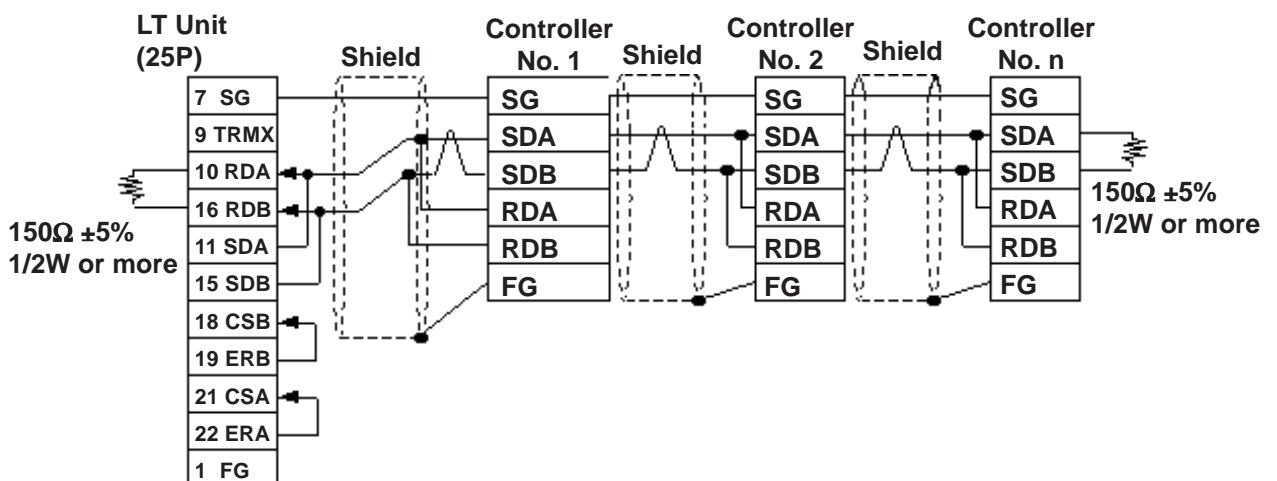 LT Unit
(25P)
Shield
Controller
No. 1
Shield
Controller
No. 2
Shield
Controller
No. n
7 SG
9 TRMX
10 RDA
16 RDB
11 SDA
15 SDB
18 CSB
19 ERB
21 CSA
22 ERA
1 FG
150Ω ±5%
1/2W or more
SG
SDA
SDB
RDA
RDB
FG
SG
SDA
SDB
RDA
RDB
FG
SG
SDA
SDB
RDA
RDB
FG
150Ω ±5%
1/2W or more